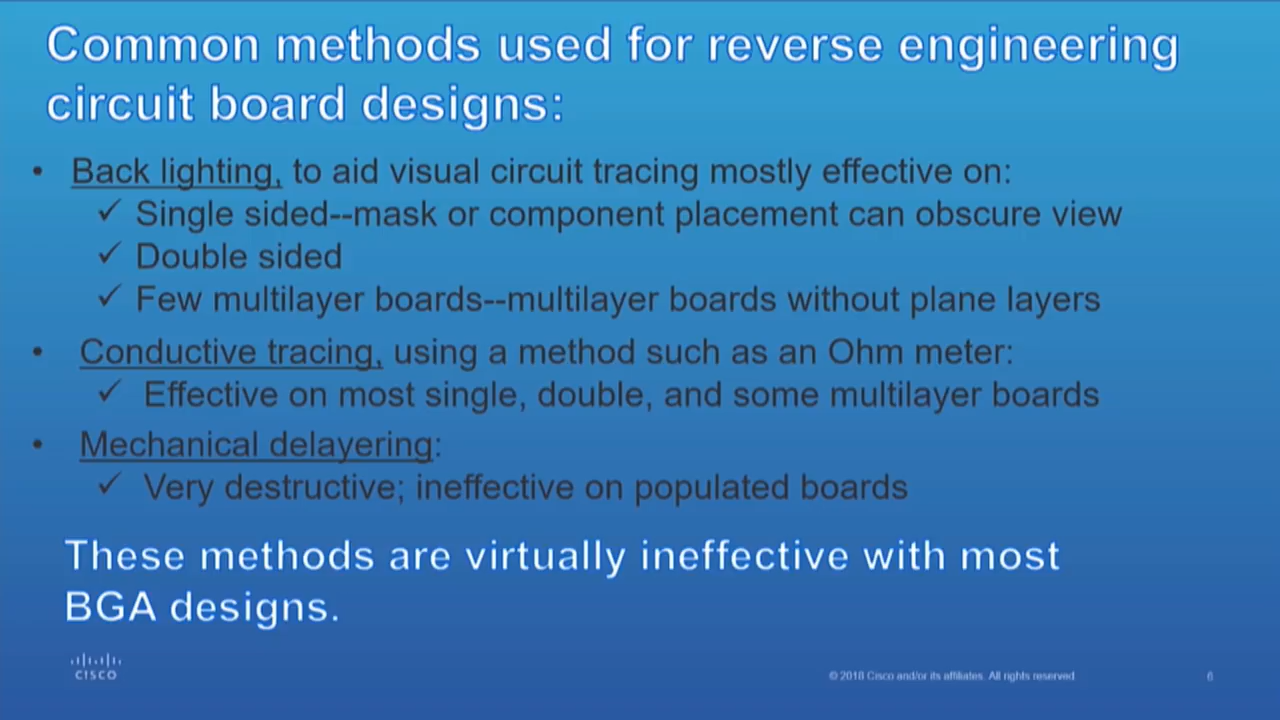 Common methods used for reverse engineering
circuit board designs:
• Back lighting, to aid visual circuit tracing mostly effective on:
✓ Single sided--mask or component placement can obscure view
✓ Double sided
✓ Few multilayer boards--multilayer boards without plane layers
• Conductive tracing, using a method such as an Ohm meter:
✓ Effective on most single, double, and some multilayer boards
• Mechanical delayering:
✓ Very destructive; ineffective on populated boards
These methods are virtually ineffective with most
BGA designs.
CISCO
© 2018 Cisco and/or its affiliates. All rights reserved
6